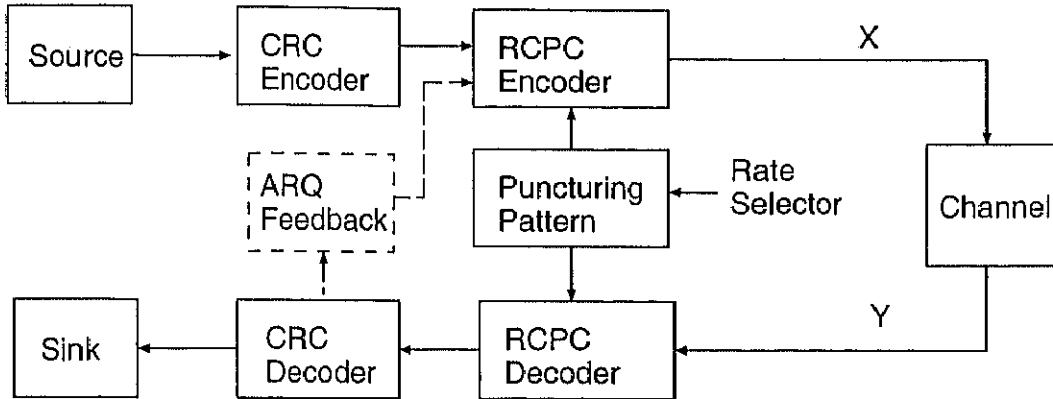 Source
CRC
Encoder
RCPC
Encoder
X
ARQ
Feedback
Puncturing
Pattern
Rate
Selector
Channel
Sink
CRC
Decoder
RCPC
Decoder
Y